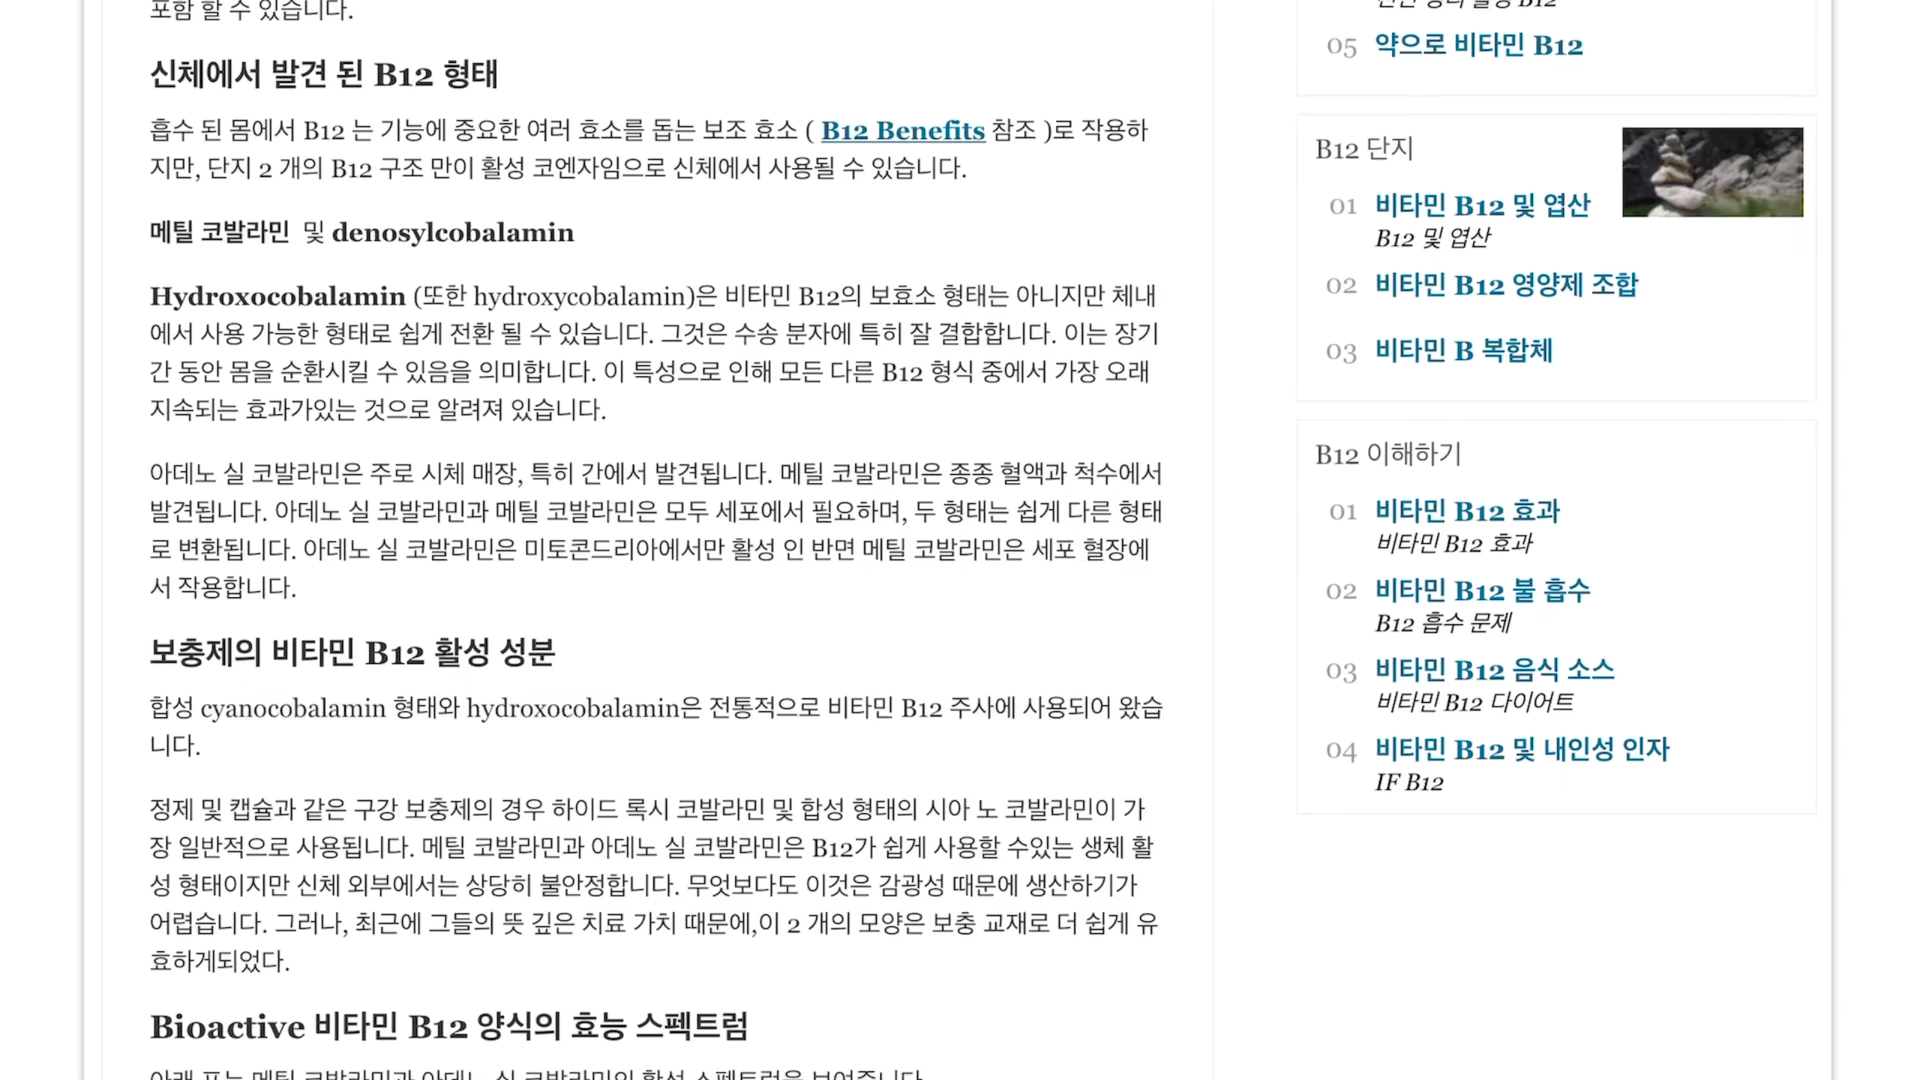 포함 할 수 있습니다.
신체에서 발견 된 B12 형태
흡수 된 몸에서 B12 는 기능에 중요한 여러 효소를 돕는 보조 효소 ( B12 Benefits 참조 )로 작용하
지만, 단지 2 개의 B12 구조 만이 활성 코엔자임으로 신체에서 사용될 수 있습니다.
메틸 코발라민 및 denosylcobalamin
Hydroxocobalamin (또한 hydroxycobalamin)은 비타민 B12의 보효소 형태는 아니지만 체내
에서 사용 가능한 형태로 쉽게 전환 될 수 있습니다. 그것은 수송 분자에 특히 잘 결합합니다. 이는 장기
간 동안 몸을 순환시킬 수 있음을 의미합니다. 이 특성으로 인해 모든 다른 B12 형식 중에서 가장 오래
지속되는 효과가있는 것으로 알려져 있습니다.
아데노 실 코발라민은 주로 시체 매장, 특히 간에서 발견됩니다. 메틸 코발라민은 종종 혈액과 척수에서
발견됩니다. 아데노 실 코발라민과 메틸 코발라민은 모두 세포에서 필요하며, 두 형태는 쉽게 다른 형태
로 변환됩니다. 아데노 실 코발라민은 미토콘드리아에서만 활성 인 반면 메틸 코발라민은 세포 혈장에
서 작용합니다.
보충제의 비타민 B12 활성 성분
합성 cyanocobalamin 형태와 hydroxocobalamin은 전통적으로 비타민 B12 주사에 사용되어 왔습
니다.
정제 및 캡슐과 같은 구강 보충제의 경우 하이드 록시 코발라민 및 합성 형태의 시아 노 코발라민이 가
장 일반적으로 사용됩니다. 메틸 코발라민과 아데노 실 코발라민은 B12가 쉽게 사용할 수있는 생체 활
성 형태이지만 신체 외부에서는 상당히 불안정합니다. 무엇보다도 이것은 감광성 때문에 생산하기가
어렵습니다. 그러나, 최근에 그들의 뜻 깊은 치료 가치 때문에,이 2 개의 모양은 보충 교재로 더 쉽게 유
효하게되었다.
Bioactive 비타민 B12 양식의 효능 스펙트럼
아래 표는 메틸 코발라민과 아데노 실 코발라민의 활성 스펙트럼을 보여줍니다
05 약으로 비타민 B12
B12 단지
01 비타민 B12 및 엽산
B12 및 엽산
02 비타민 B12 영양제 조합
03 비타민 B 복합체
B12 이해하기
01 비타민 B12 효과
비타민 B12 효과
02 비타민 B12 불 흡수
B12 흡수 문제
03 비타민 B12 음식 소스
비타민 B12 다이어트
04 비타민 B12 및 내인성 인자
IF B12